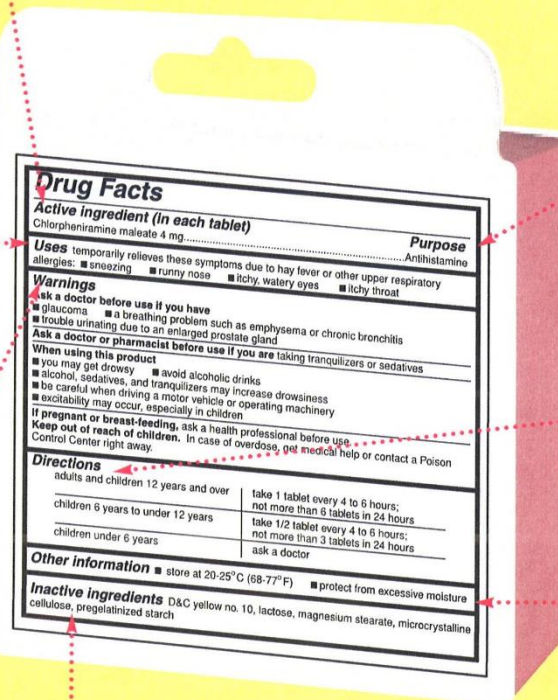 Drug Facts
Active ingredient (in each tablet)
Purpose
Chlorpheniramine maleate 4 mg..........................................................Antihistamine
Uses temporarily relieves these symptoms due to hay fever or other upper respiratory
allergies: ■ sneezing ■ runny nose ■ itchy, watery eyes ■ itchy throat
Warnings
Ask a doctor before use if you have
■ glaucoma ■ a breathing problem such as emphysema or chronic bronchitis
■ trouble urinating due to an enlarged prostate gland
Ask a doctor or pharmacist before use if you are taking tranquilizers or sedatives
When using this product
■ you may get drowsy ■ avoid alcoholic drinks
■ alcohol, sedatives, and tranquilizers may increase drowsiness
■ be careful when driving a motor vehicle or operating machinery
■ excitability may occur, especially in children
If pregnant or breast-feeding, ask a health professional before use.
Keep out of reach of children. In case of overdose, get medical help or contact a Poison
Control Center right away.
Directions
adults and children 12 years and over
take 1 tablet every 4 to 6 hours;
not more than 6 tablets in 24 hours
children 6 years to under 12 years
take 1/2 tablet every 4 to 6 hours;
not more than 3 tablets in 24 hours
children under 6 years
ask a doctor
Other information ■ store at 20-25°C (68-77°F) ■ protect from excessive moisture
Inactive ingredients D&C yellow no. 10, lactose, magnesium stearate, microcrystalline
cellulose, pregelatinized starch